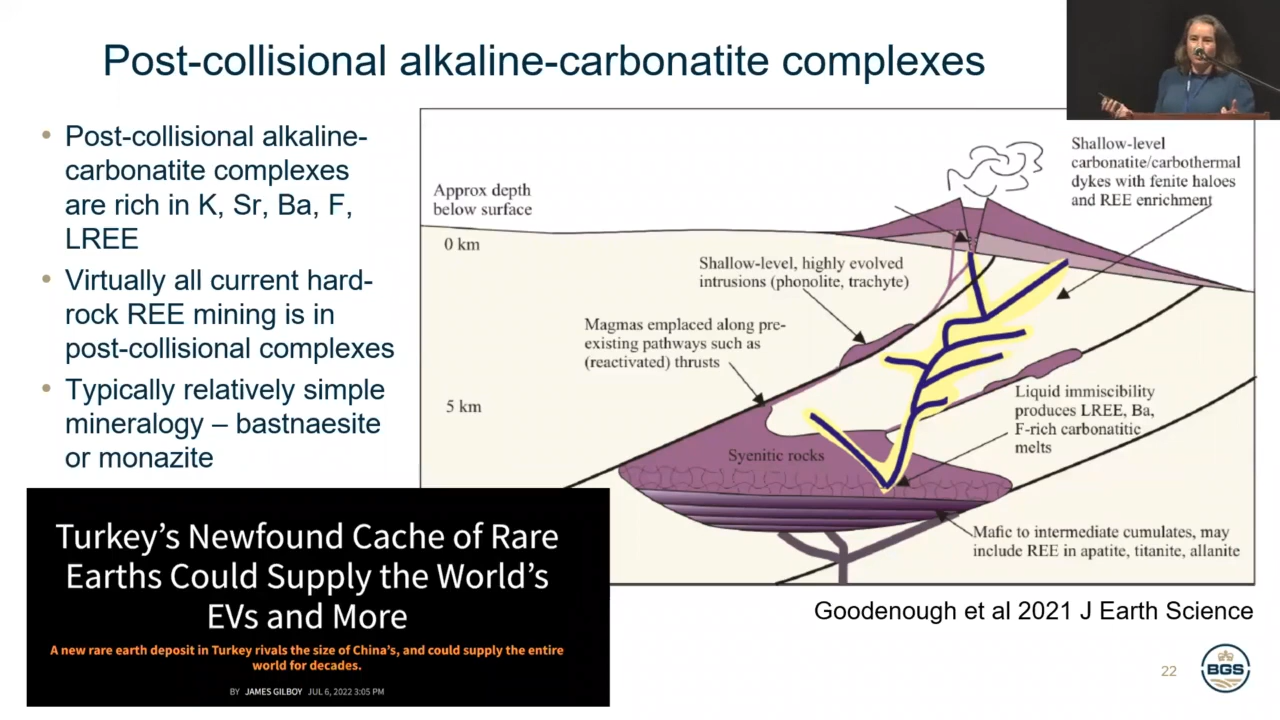 Post-collisional alkaline-carbonatite complexes
• Post-collisional alkaline-
carbonatite complexes
are rich in K, Sr, Ba, F,
LREE
• Virtually all current hard-
rock REE mining is in
post-collisional complexes
• Typically relatively simple
mineralogy – bastnaesite
or monazite
Approx depth
below surface
0 km
5 km
Shallow-level
carbonatite/carbothermal
dykes with fenite haloes
and REE enrichment
Shallow-level, highly evolved
intrusions (phonolite, trachyte)
Magmas emplaced along pre-
existing pathways such as
(reactivated) thrusts
Liquid immiscibility
produces LREE, Ba,
F-rich carbonatitic
melts
Syenitic rocks
Mafic to intermediate cumulates, may
include REE in apatite, titanite, allanite
Turkey’s Newfound Cache of Rare
Earths Could Supply the World’s
EVs and More
A new rare earth deposit in Turkey rivals the size of China’s, and could supply the entire
world for decades.
BY JAMES GILBOY JUL 6, 2022 3:05 PM
Goodenough et al 2021 J Earth Science
22
BGS